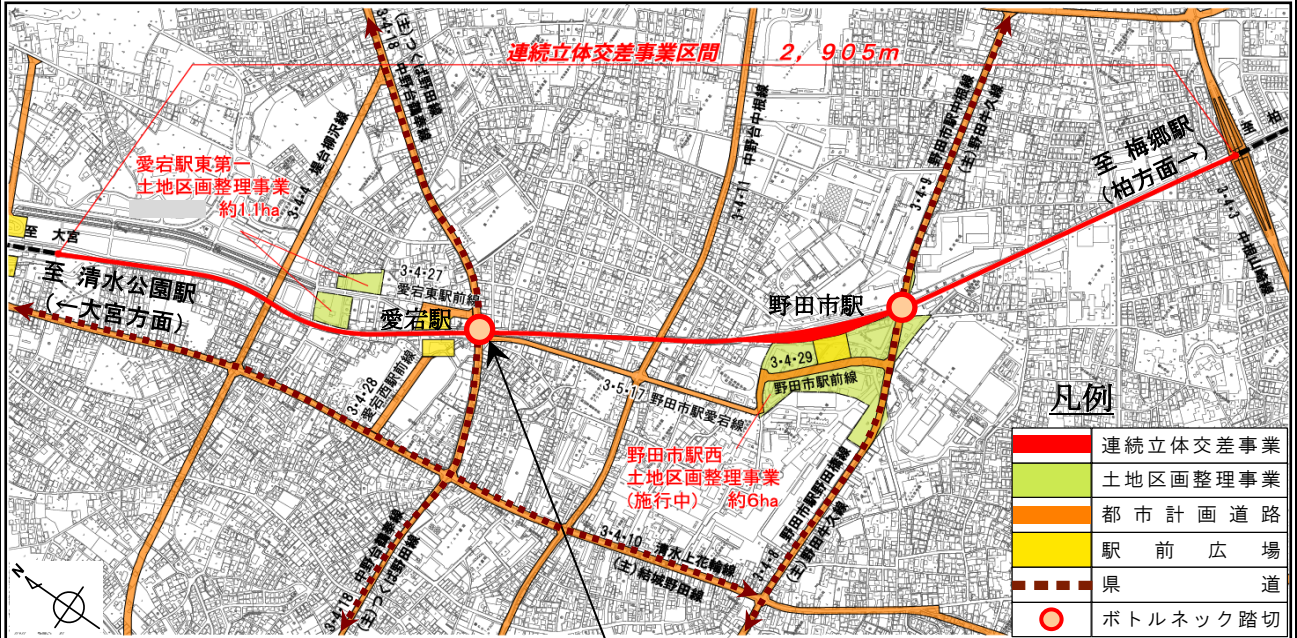 連続立体交差事業区間 2,905m
(主)つくば野田線
3・4・18 中野台鶴奉線
愛宕駅東第一
土地区画整理事業
約1.1ha
3・4・4 堤台柳沢線
3・4・11 中野台中根線
3・4・9 野田市駅中根線
(主)野田牛久線
至 梅郷駅
(柏方面→)
至 柏
3・4・3 中根山崎線
至 大宮
至 清水公園駅
(←大宮方面)
3・4・27
愛宕東駅前線
愛宕駅
野田市駅
3・4・28
愛宕西駅前線
3・5・17 野田市駅愛宕線
3・4・29
野田市駅前線
野田市駅西
土地区画整理事業
(施行中) 約6ha
3・4・10 清水上花輪線
(主)結城野田線
3・4・8 野田市駅野田橋線
(主)野田牛久線
3・4・18 中野台鶴奉線
(主)つくば野田線
N
凡例
連続立体交差事業
土地区画整理事業
都市計画道路
駅前広場
県道
ボトルネック踏切